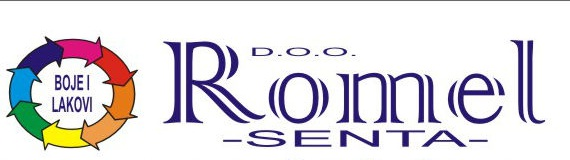 BOJE I
LAKOVI
D.O.O.
Romel
-SENTA-